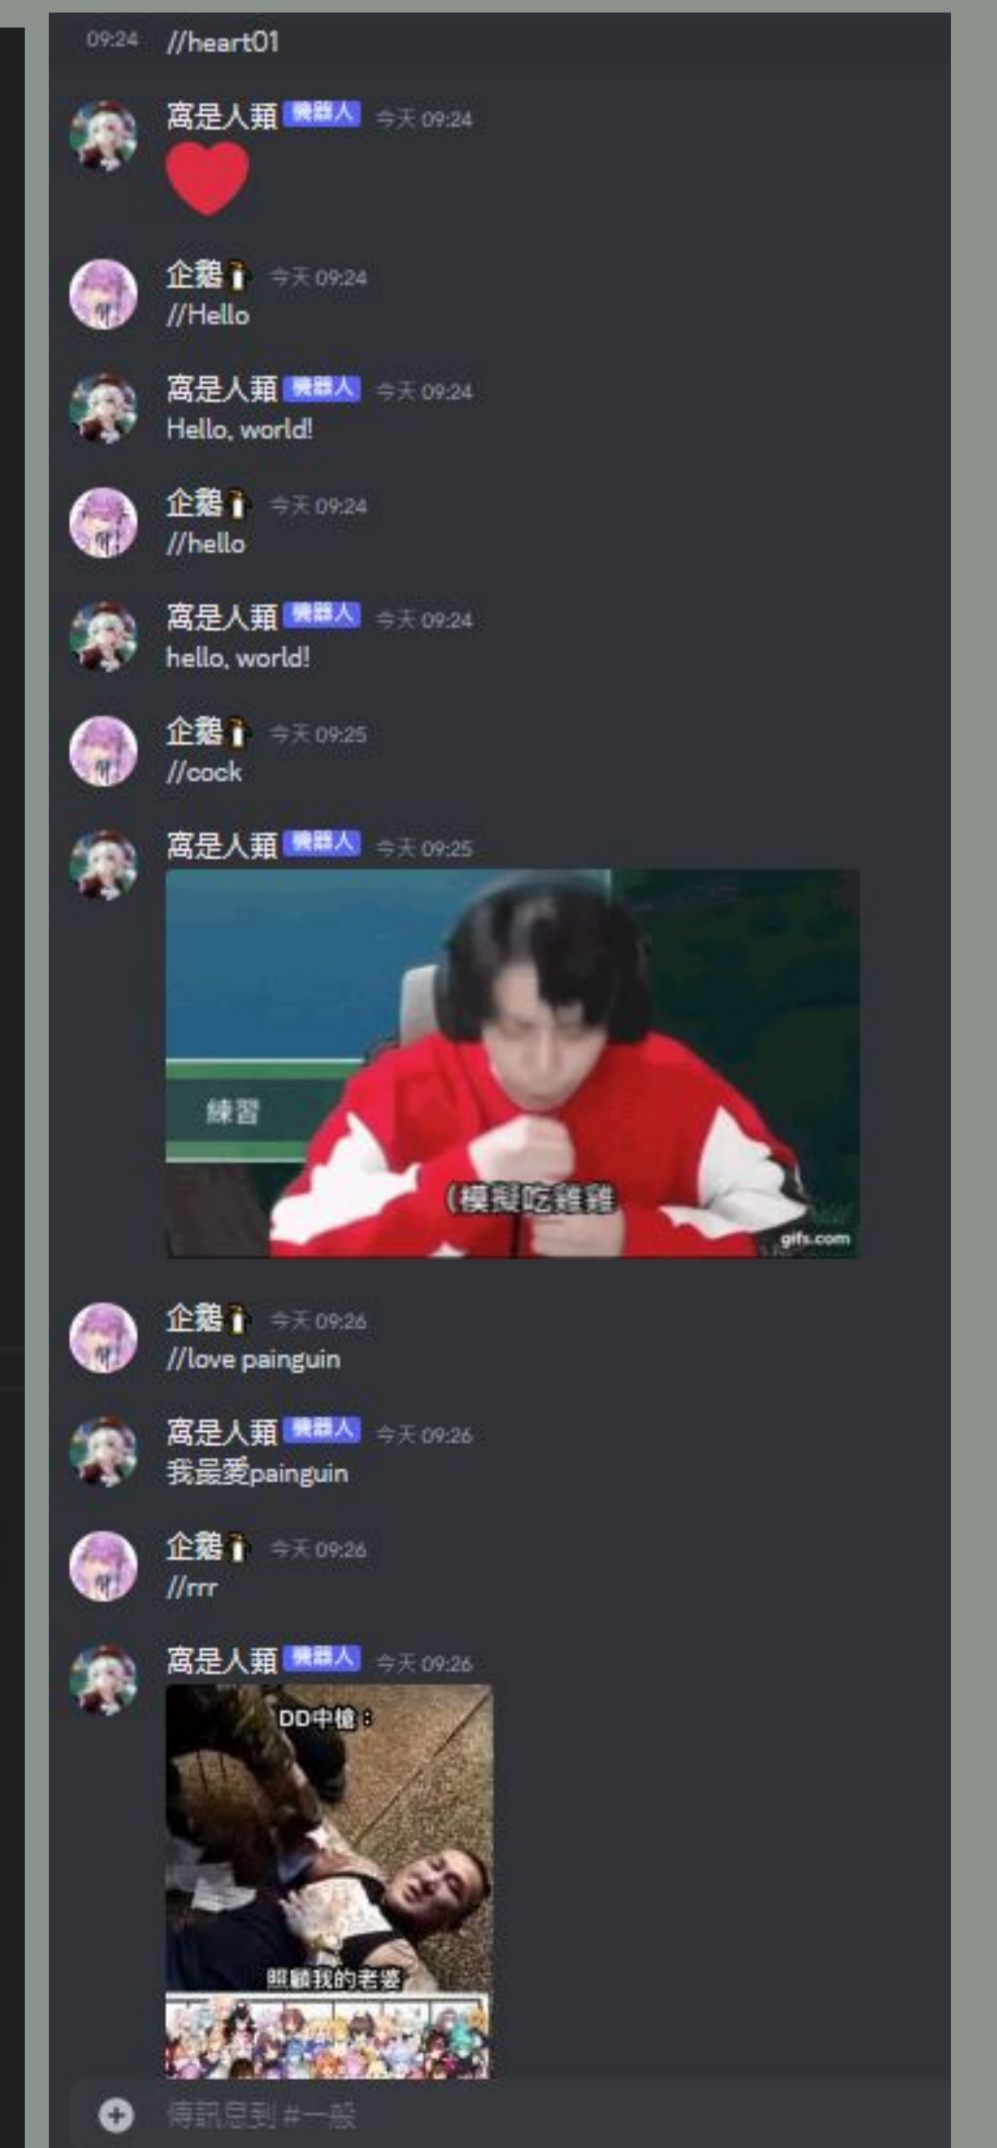 09:24 //heart01
窩是人類 機器人 今天 09:24
企鵝 今天 09:24
//Hello
窩是人類 機器人 今天 09:24
Hello, world!
企鵝 今天 09:24
//hello
窩是人類 機器人 今天 09:24
hello, world!
企鵝 今天 09:25
//cock
窩是人類 機器人 今天 09:25
練習
(模擬吃雞雞
gifs.com
企鵝 今天 09:26
//love painguin
窩是人類 機器人 今天 09:26
我最愛painguin
企鵝 今天 09:26
//rrr
窩是人類 機器人 今天 09:26
DD中槍：
照顧我的老婆
傳訊息到 #一般